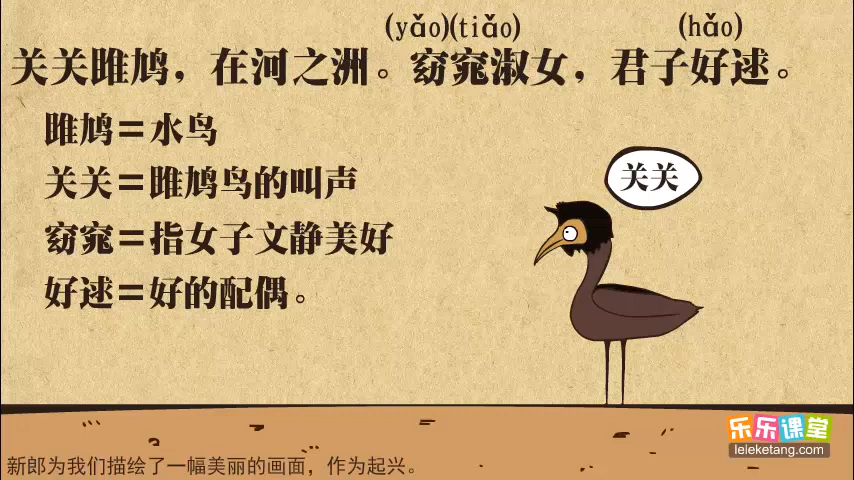 (yǎo)(tiǎo) (hǎo)
关关雎鸠，在河之洲。窈窕淑女，君子好逑。
雎鸠＝水鸟
关关＝雎鸠鸟的叫声
窈窕＝指女子文静美好
好逑＝好的配偶。
关关
乐乐课堂
leleketang.com
新郎为我们描绘了一幅美丽的画面，作为起兴。